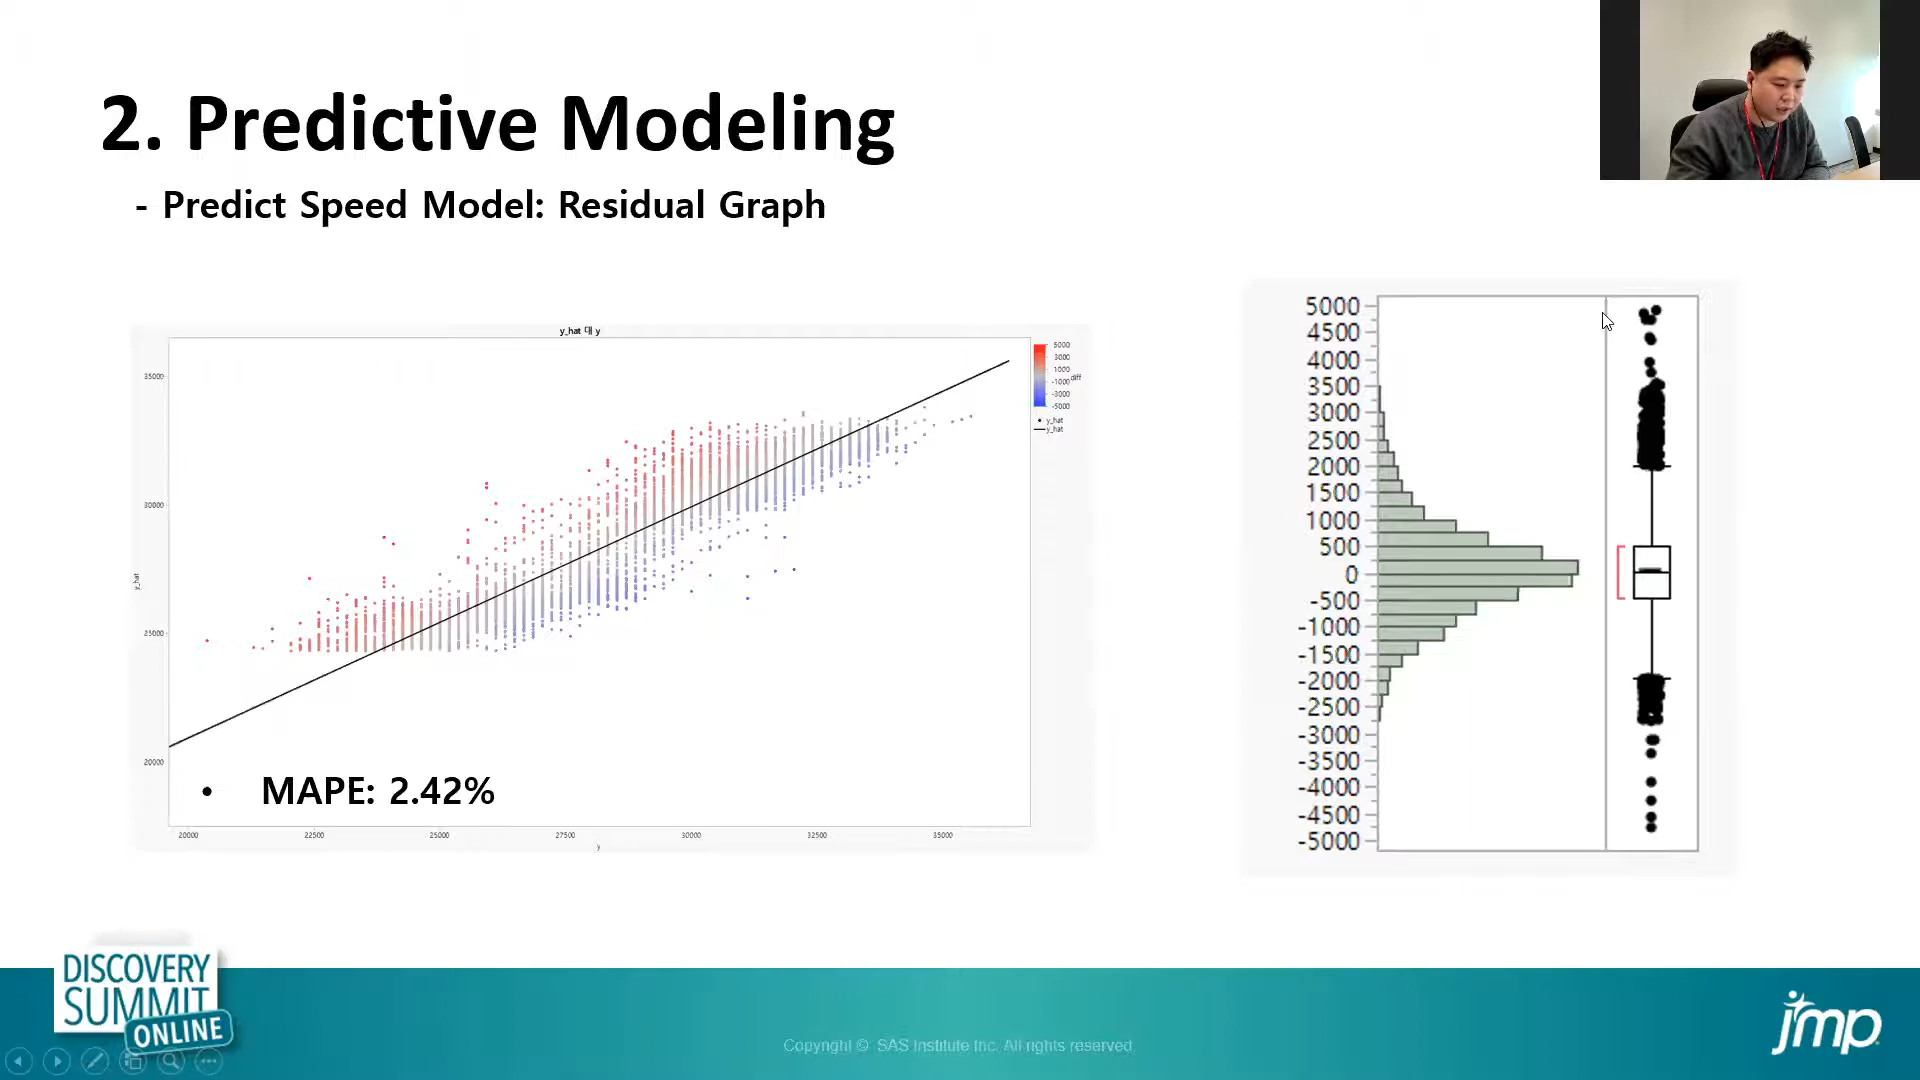 2. Predictive Modeling
- Predict Speed Model: Residual Graph
y_hat 대 y
35000
30000
25000
20000
y_hat
20000
22500
25000
27500
30000
32500
35000
y
5000
3000
1000
-1000
-3000
-5000
diff
y_hat
y_hat
• MAPE: 2.42%
5000
4500
4000
3500
3000
2500
2000
1500
1000
500
0
-500
-1000
-1500
-2000
-2500
-3000
-3500
-4000
-4500
-5000
DISCOVERY
SUMMIT
ONLINE
Copyright © SAS Institute Inc. All rights reserved.
jmp